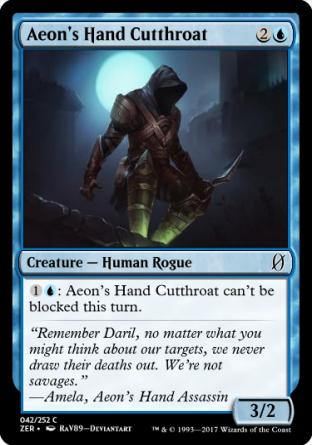 Aeon's Hand Cutthroat 2
Creature — Human Rogue
1 : Aeon's Hand Cutthroat can't be
blocked this turn.
"Remember Daril, no matter what you
might think about our targets, we never
draw their deaths out. We're not
savages."
—Amela, Aeon's Hand Assassin
3/2
042/252 C
ZER • RaVB9—Deviantart ™ & © 1993—2017 Wizards of the Coast